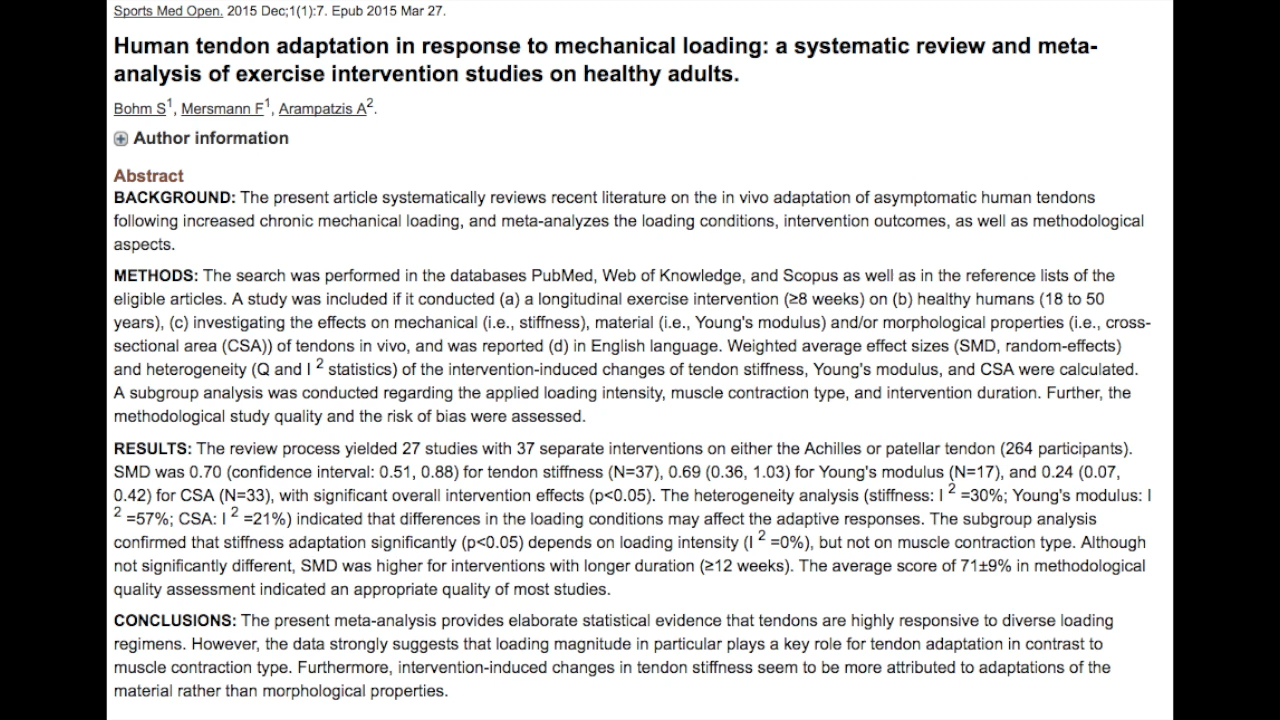 Sports Med Open. 2015 Dec;1(1):7. Epub 2015 Mar 27.
Human tendon adaptation in response to mechanical loading: a systematic review and meta-
analysis of exercise intervention studies on healthy adults.
Bohm S1, Mersmann F1, Arampatzis A2.
Author information
Abstract
BACKGROUND: The present article systematically reviews recent literature on the in vivo adaptation of asymptomatic human tendons
following increased chronic mechanical loading, and meta-analyzes the loading conditions, intervention outcomes, as well as methodological
aspects.
METHODS: The search was performed in the databases PubMed, Web of Knowledge, and Scopus as well as in the reference lists of the
eligible articles. A study was included if it conducted (a) a longitudinal exercise intervention (≥8 weeks) on (b) healthy humans (18 to 50
years), (c) investigating the effects on mechanical (i.e., stiffness), material (i.e., Young's modulus) and/or morphological properties (i.e., cross-
sectional area (CSA)) of tendons in vivo, and was reported (d) in English language. Weighted average effect sizes (SMD, random-effects)
and heterogeneity (Q and I 2 statistics) of the intervention-induced changes of tendon stiffness, Young's modulus, and CSA were calculated.
A subgroup analysis was conducted regarding the applied loading intensity, muscle contraction type, and intervention duration. Further, the
methodological study quality and the risk of bias were assessed.
RESULTS: The review process yielded 27 studies with 37 separate interventions on either the Achilles or patellar tendon (264 participants).
SMD was 0.70 (confidence interval: 0.51, 0.88) for tendon stiffness (N=37), 0.69 (0.36, 1.03) for Young's modulus (N=17), and 0.24 (0.07,
0.42) for CSA (N=33), with significant overall intervention effects (p<0.05). The heterogeneity analysis (stiffness: I 2 =30%; Young's modulus: I
2 =57%; CSA: I 2 =21%) indicated that differences in the loading conditions may affect the adaptive responses. The subgroup analysis
confirmed that stiffness adaptation significantly (p<0.05) depends on loading intensity (I 2 =0%), but not on muscle contraction type. Although
not significantly different, SMD was higher for interventions with longer duration (≥12 weeks). The average score of 71±9% in methodological
quality assessment indicated an appropriate quality of most studies.
CONCLUSIONS: The present meta-analysis provides elaborate statistical evidence that tendons are highly responsive to diverse loading
regimens. However, the data strongly suggests that loading magnitude in particular plays a key role for tendon adaptation in contrast to
muscle contraction type. Furthermore, intervention-induced changes in tendon stiffness seem to be more attributed to adaptations of the
material rather than morphological properties.